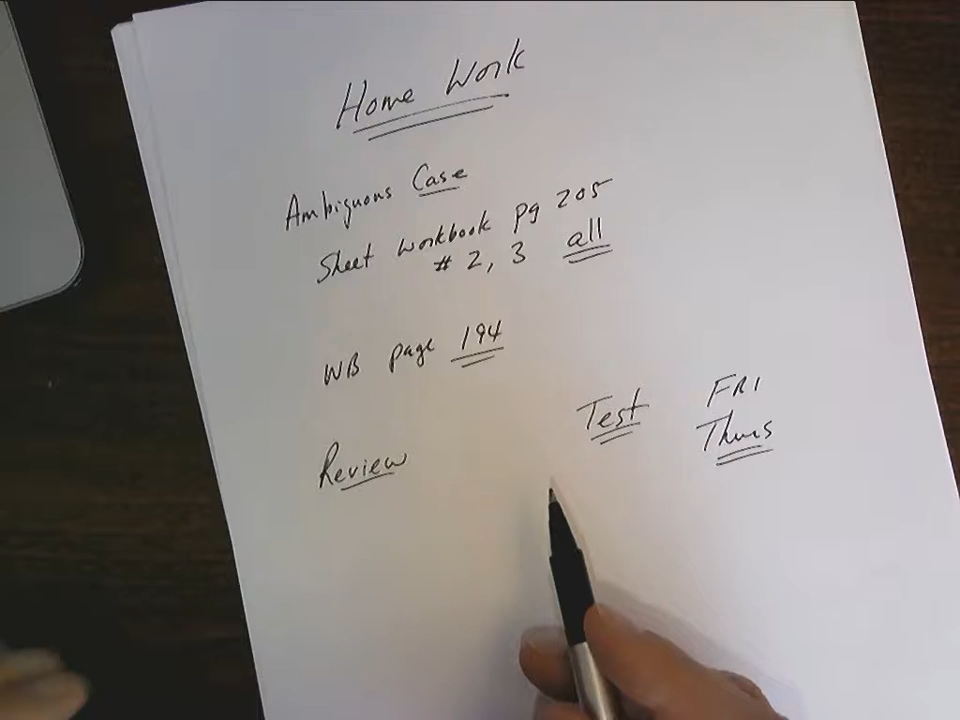 Home Work
Ambiguous Case
Sheet workbook pg 205
# 2, 3 all
WB page 194
Test FRI
Thurs
Review